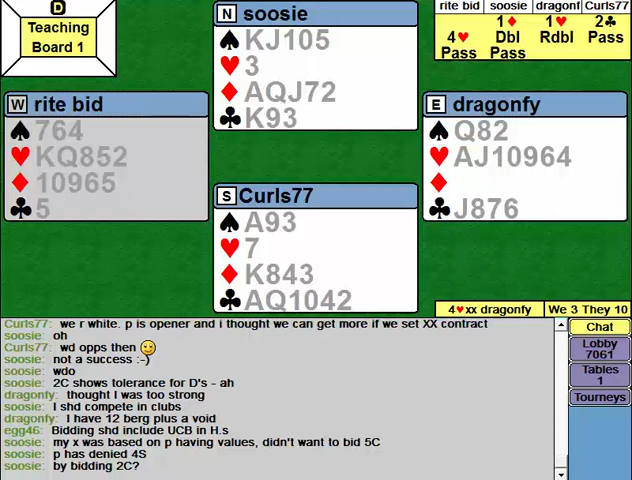 D
Teaching
Board 1
N soosie
♠ KJ105
♥ 3
♦ AQJ72
♣ K93
rite bid soosie dragonf Curls77
1♦ 1♥ 2♣
4♥ Dbl Rdbl Pass
Pass Pass
W rite bid
♠ 764
♥ KQ852
♦ 10965
♣ 5
E dragonfy
♠ Q82
♥ AJ10964
♦
♣ J876
S Curls77
♠ A93
♥ 7
♦ K843
♣ AQ1042
4♥xx dragonfy We 3 They 10
Curls77: we r white. p is opener and i thought we can get more if we set XX contract
soosie: oh
Curls77: wd opps then
soosie: not a success :-)
soosie: wdo
soosie: 2C shows tolerance for D's - ah
dragonfy: thought I was too strong
soosie: I shd compete in clubs
dragonfy: I have 12 berg plus a void
egg46: Bidding shd include UCB in H.s
soosie: my x was based on p having values, didn't want to bid 5C
soosie: p has denied 4S
soosie: by bidding 2C?
Chat
Lobby
7061
Tables
1
Tourneys